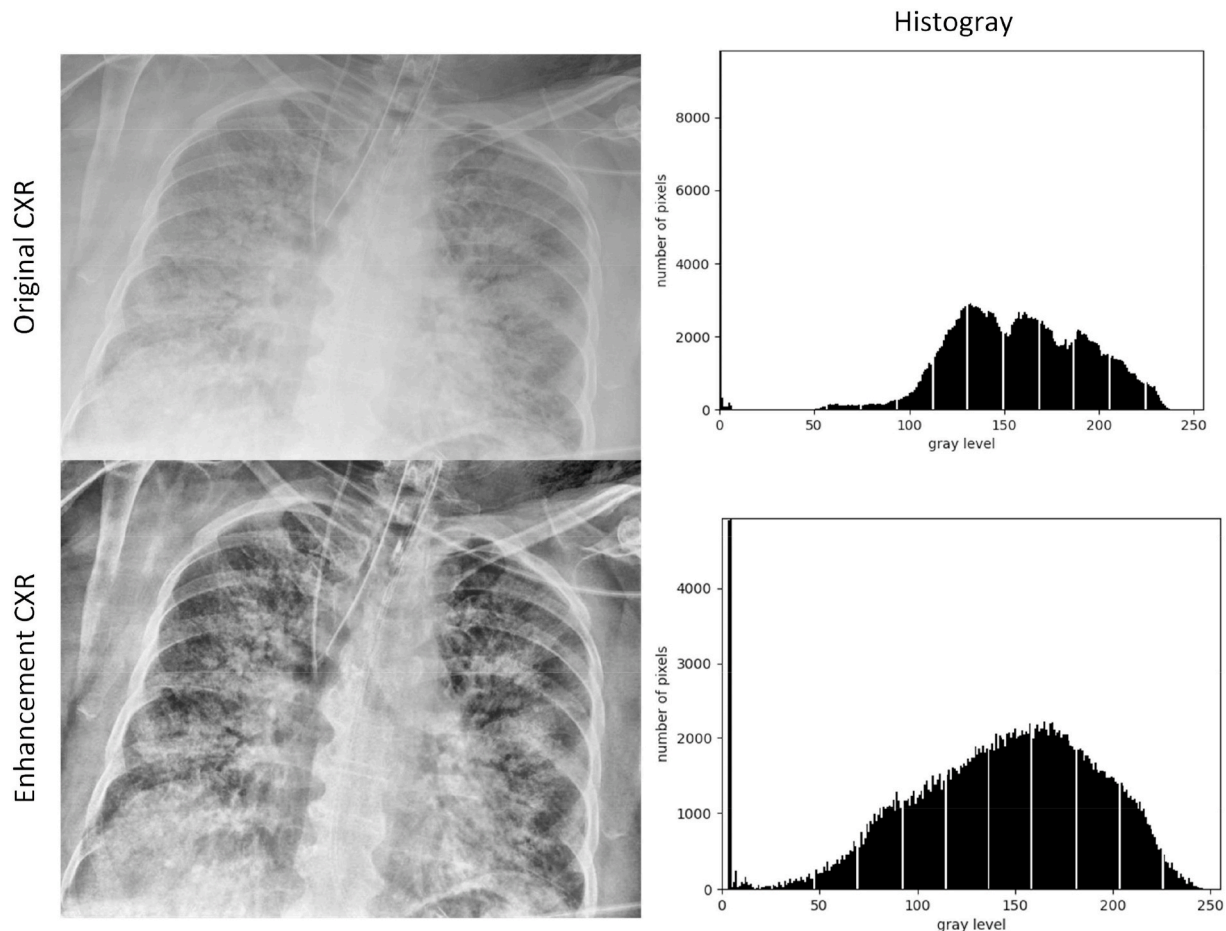 Histogray
Original CXR
number of pixels
8000
6000
4000
2000
0
0 50 100 150 200 250
gray level
Enhancement CXR
number of pixels
4000
3000
2000
1000
0
0 50 100 150 200 250
gray level